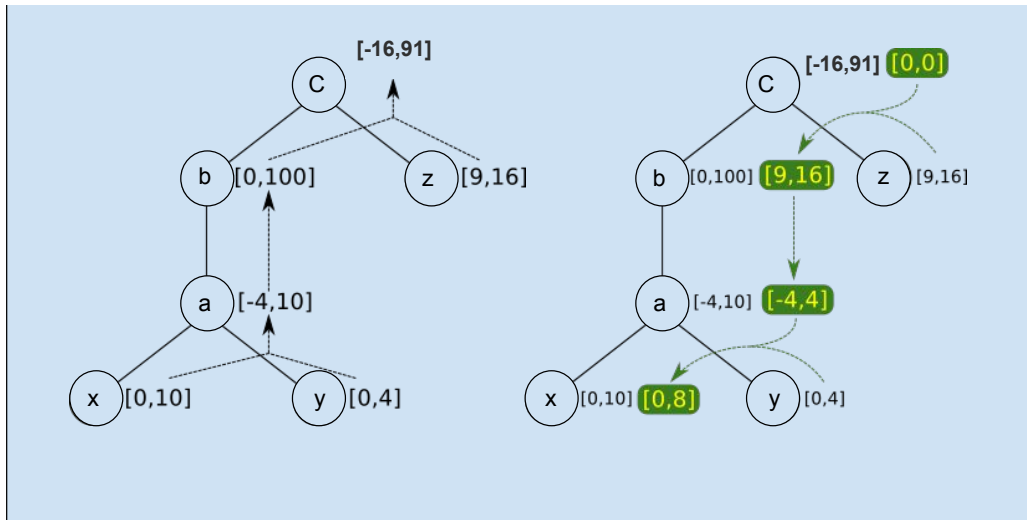 [-16,91]
C
b [0,100] z [9,16]
a [-4,10]
x [0,10] y [0,4]
C [-16,91] [0,0]
b [0,100] [9,16] z [9,16]
a [-4,10] [-4,4]
x [0,10] [0,8] y [0,4]